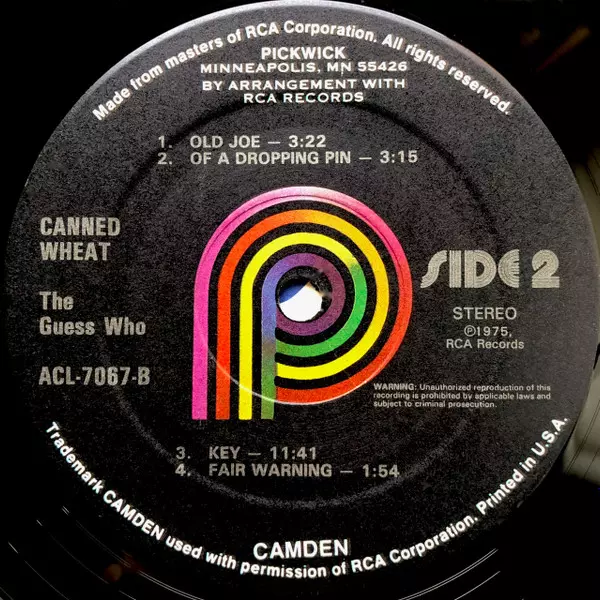 Made from masters of RCA Corporation. All rights reserved.
PICKWICK
MINNEAPOLIS, MN 55426
BY ARRANGEMENT WITH
RCA RECORDS
1. OLD JOE – 3:22
2. OF A DROPPING PIN – 3:15
CANNED
WHEAT
The
Guess Who
ACL-7067-B
SIDE 2
STEREO
℗1975,
RCA Records
WARNING: Unauthorized reproduction of this
recording is prohibited by applicable laws and
subject to criminal prosecution.
3. KEY – 11:41
4. FAIR WARNING – 1:54
CAMDEN
Trademark CAMDEN used with permission of RCA Corporation. Printed in U.S.A.